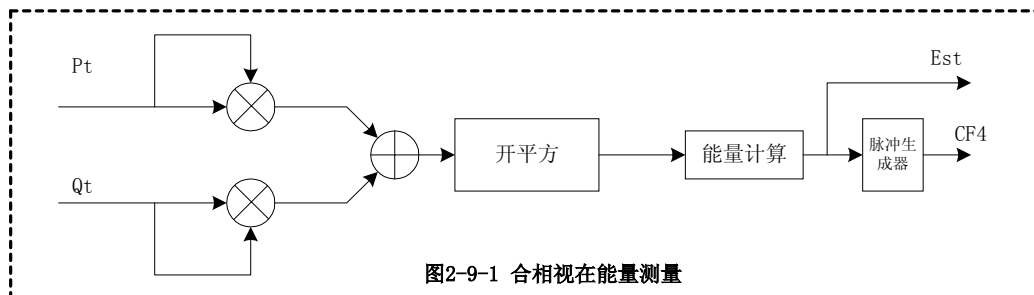 Pt
Est
开平方
能量计算
脉冲生
成器
CF4
Qt
图2-9-1 合相视在能量测量